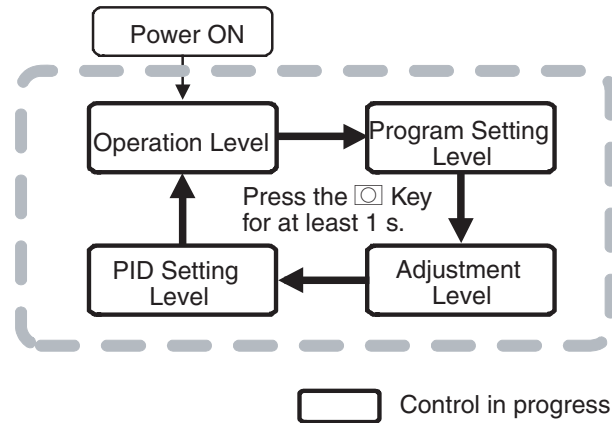 Power ON
Operation Level
Program Setting
Level
Press the Key
for at least 1 s.
PID Setting
Level
Adjustment
Level
Control in progress